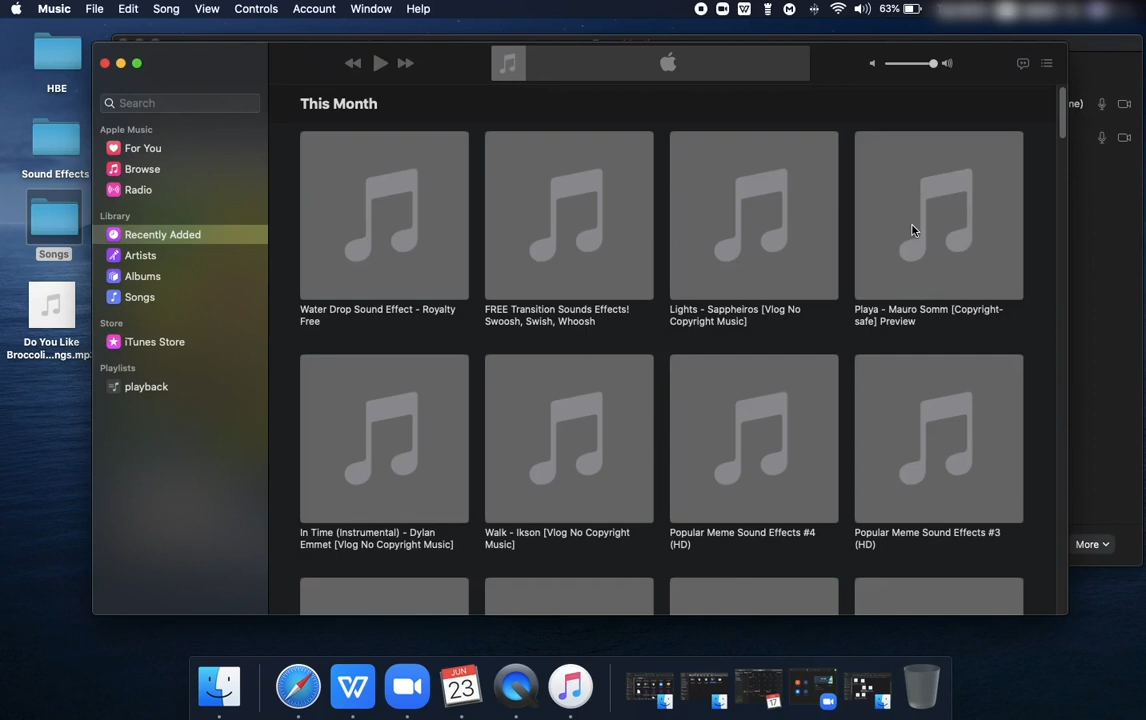 Music File Edit Song View Controls Account Window Help
63%
HBE
Sound Effects
Songs
Do You Like
Broccoli...ngs.mp3
Search
Apple Music
For You
Browse
Radio
Library
Recently Added
Artists
Albums
Songs
Store
iTunes Store
Playlists
playback
This Month
Water Drop Sound Effect - Royalty
Free
FREE Transition Sounds Effects!
Swoosh, Swish, Whoosh
Lights - Sappheiros [Vlog No
Copyright Music]
Playa - Mauro Somm [Copyright-
safe] Preview
In Time (Instrumental) - Dylan
Emmet [Vlog No Copyright Music]
Walk - Ikson [Vlog No Copyright
Music]
Popular Meme Sound Effects #4
(HD)
Popular Meme Sound Effects #3
(HD)
ne)
More
JUN
23
17